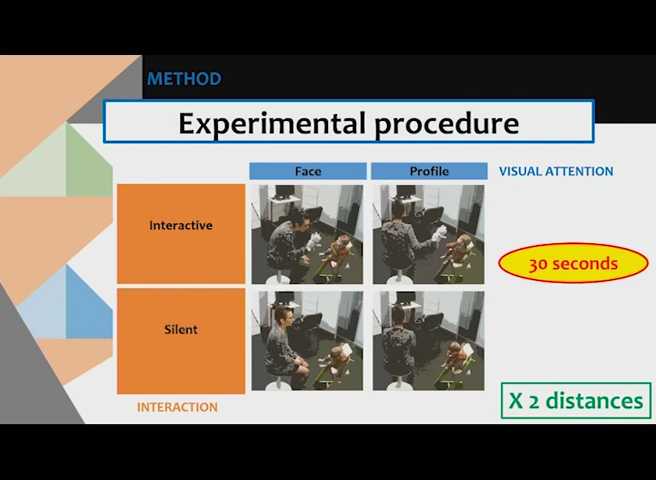 METHOD
Experimental procedure
Face Profile VISUAL ATTENTION
Interactive
30 seconds
Silent
INTERACTION
X 2 distances